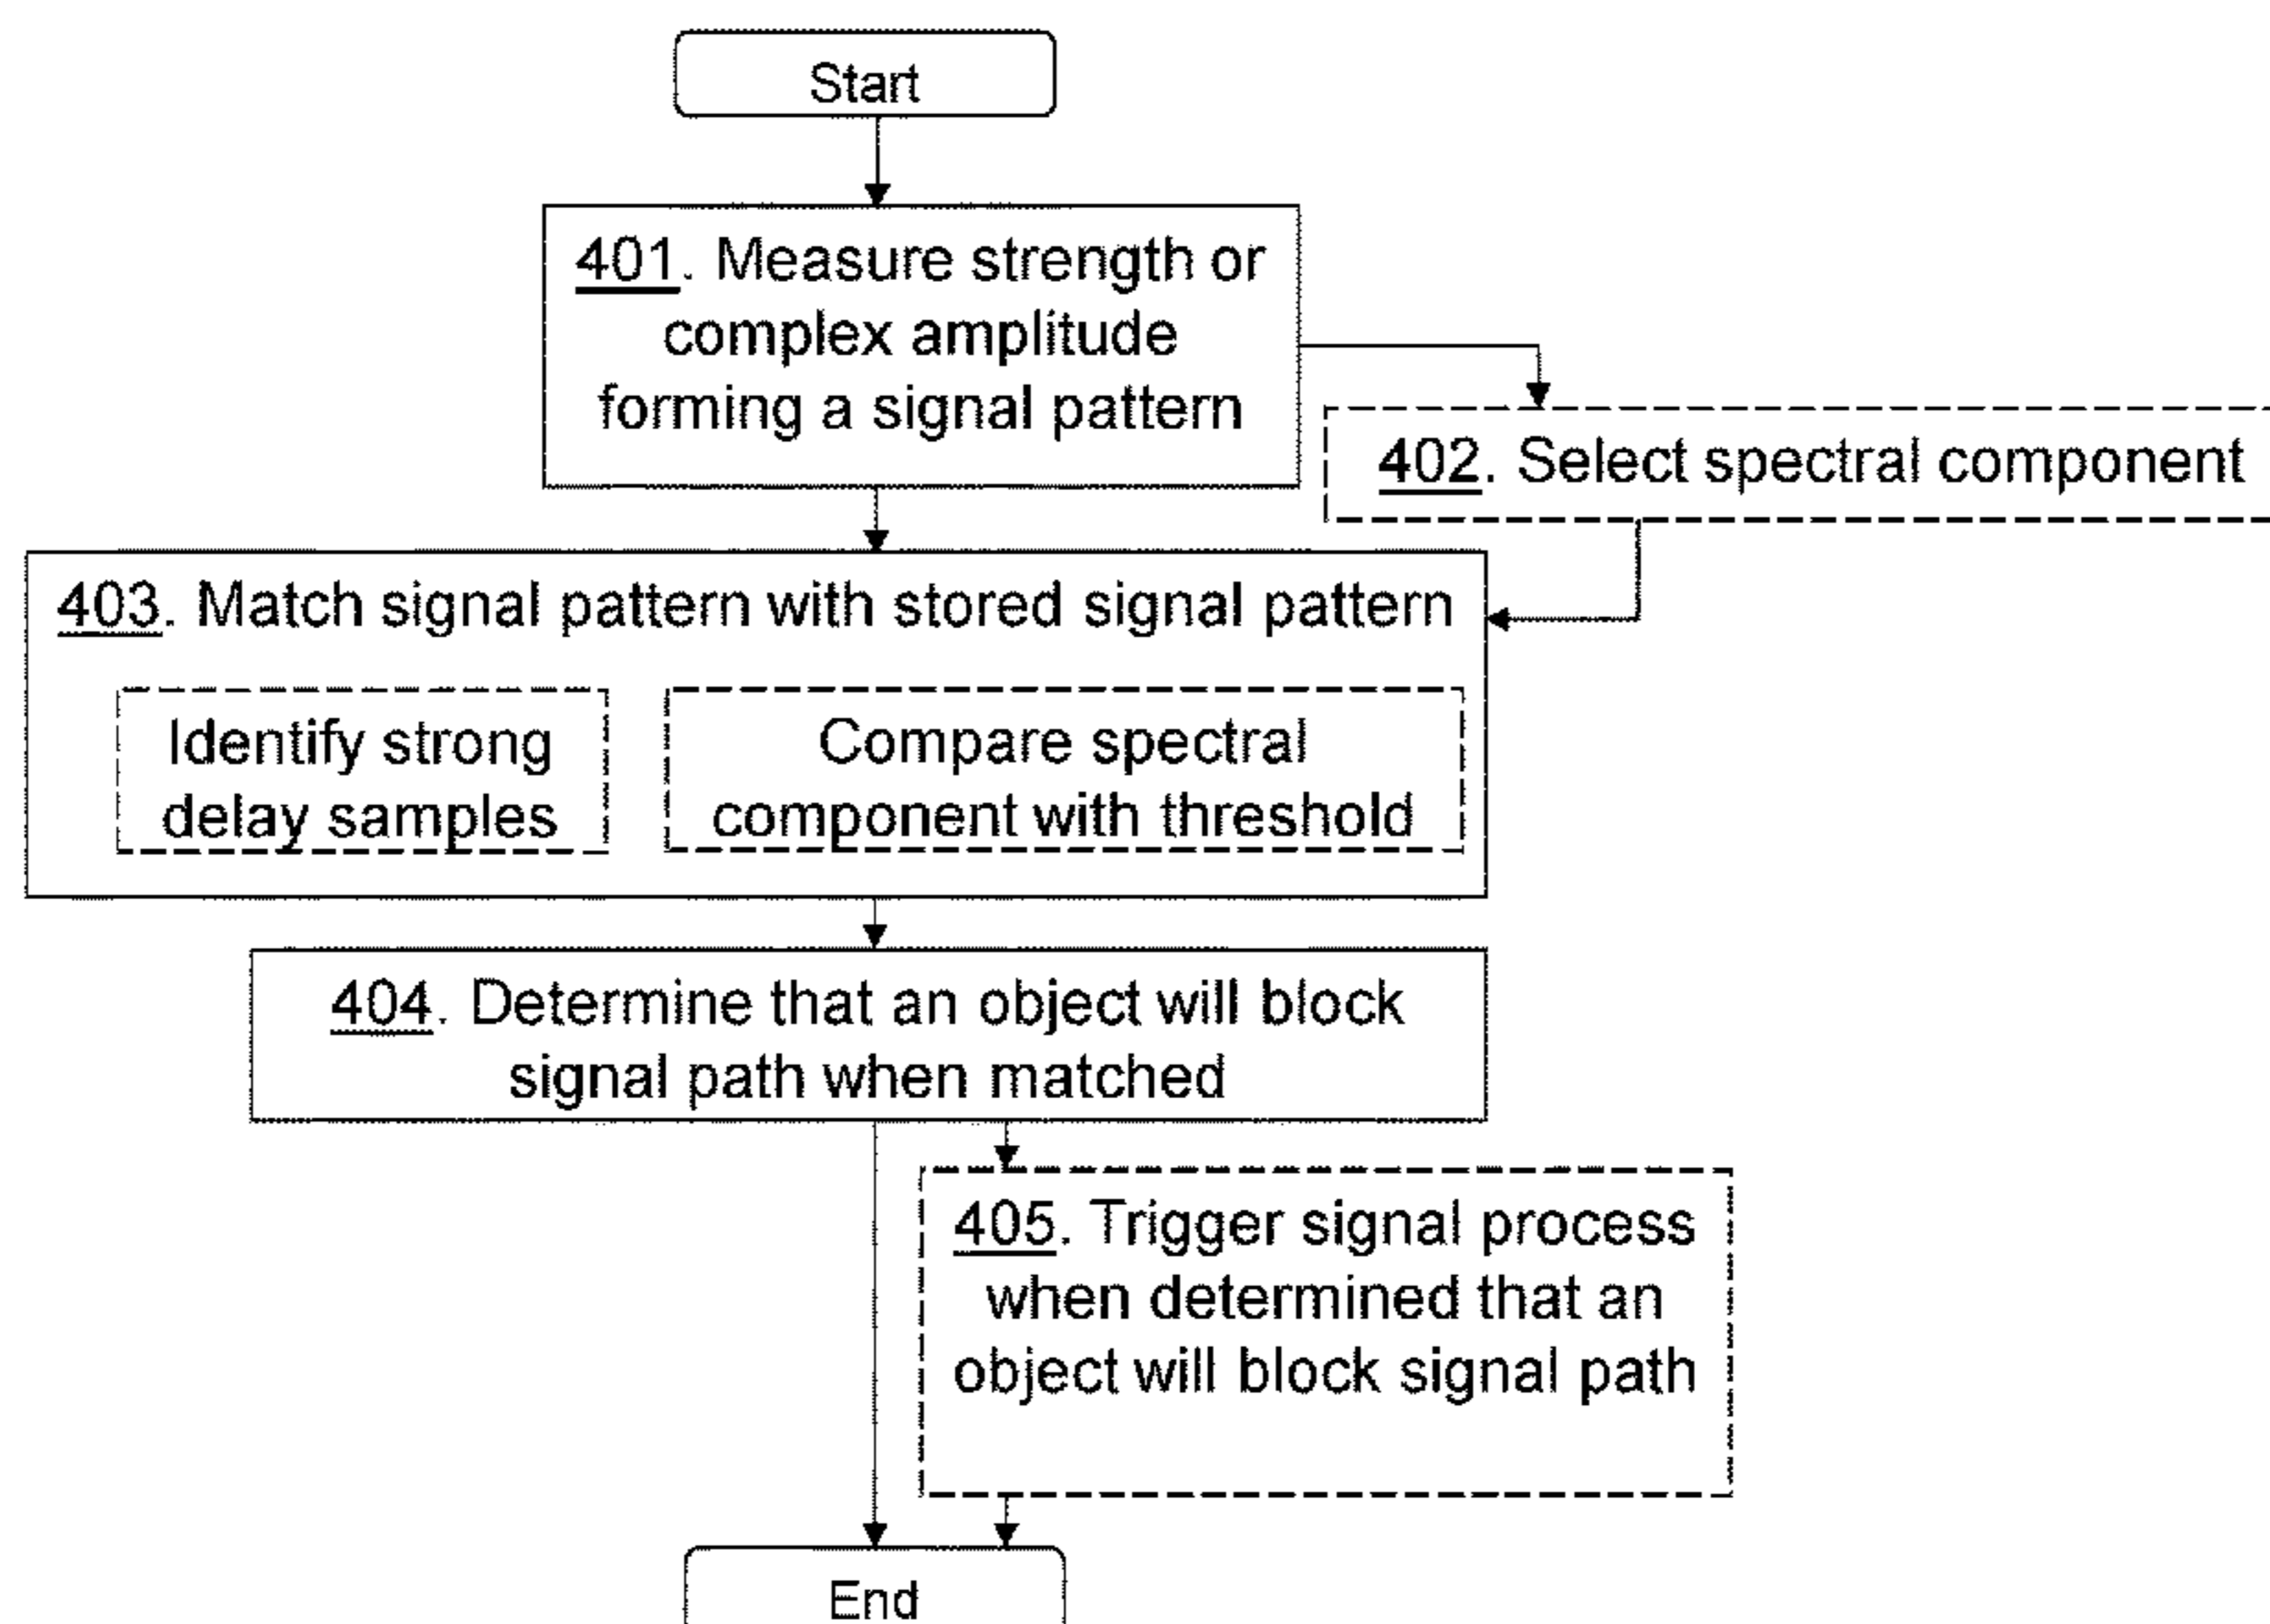 Start
401. Measure strength or
complex amplitude
forming a signal pattern
402. Select spectral component
403. Match signal pattern with stored signal pattern
Identify strong
delay samples
Compare spectral
component with threshold
404. Determine that an object will block
signal path when matched
405. Trigger signal process
when determined that an
object will block signal path
End